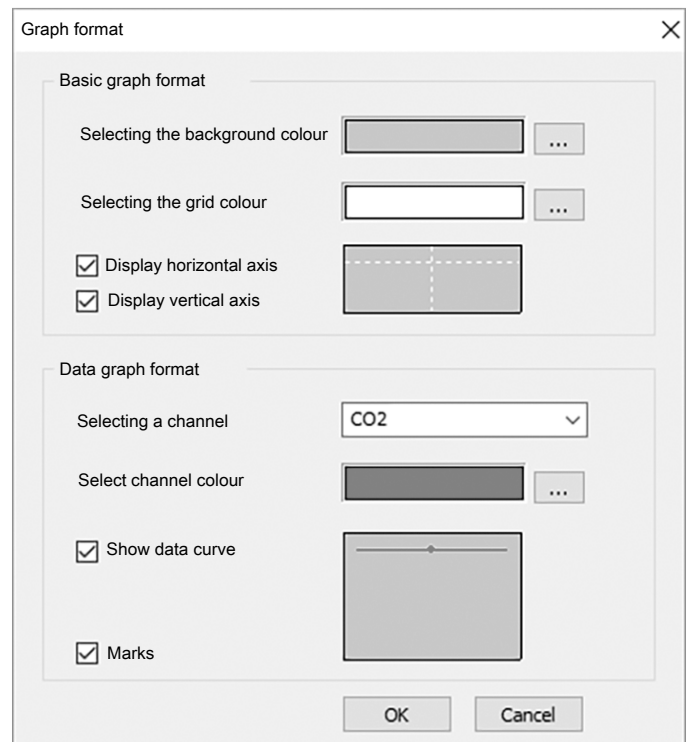 Graph format
Basic graph format
Selecting the background colour
...
Selecting the grid colour
...
Display horizontal axis
Display vertical axis
Data graph format
Selecting a channel
CO2
Select channel colour
...
Show data curve
Marks
OK
Cancel